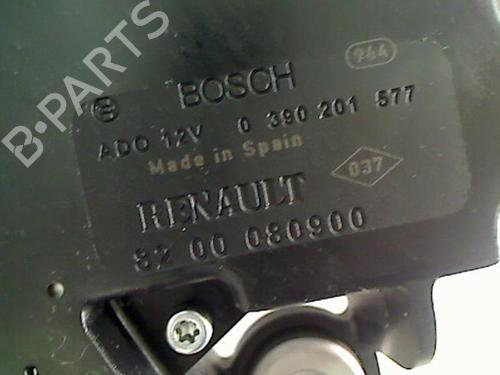 B-PARTS
BOSCH 944
ADO 12V 0 390 201 577
Made in Spain
037
RENAULT
82 00 080900